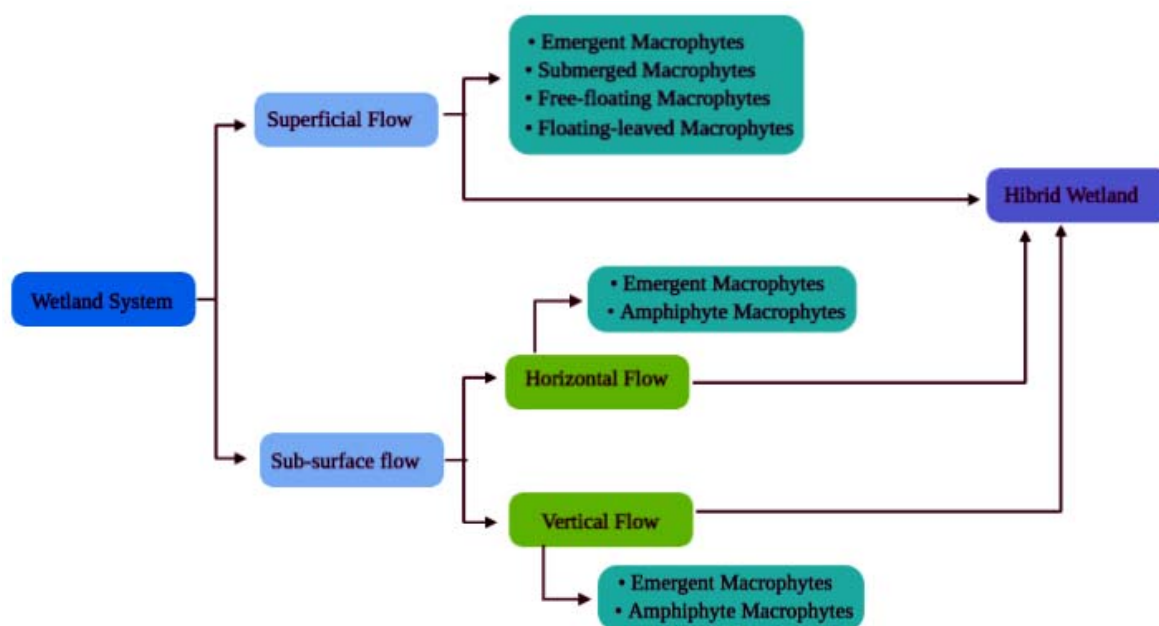 • Emergent Macrophytes
• Submerged Macrophytes
• Free-floating Macrophytes
• Floating-leaved Macrophytes
Superficial Flow
Hibrid Wetland
Wetland System
• Emergent Macrophytes
• Amphiphyte Macrophytes
Horizontal Flow
Sub-surface flow
Vertical Flow
• Emergent Macrophytes
• Amphiphyte Macrophytes